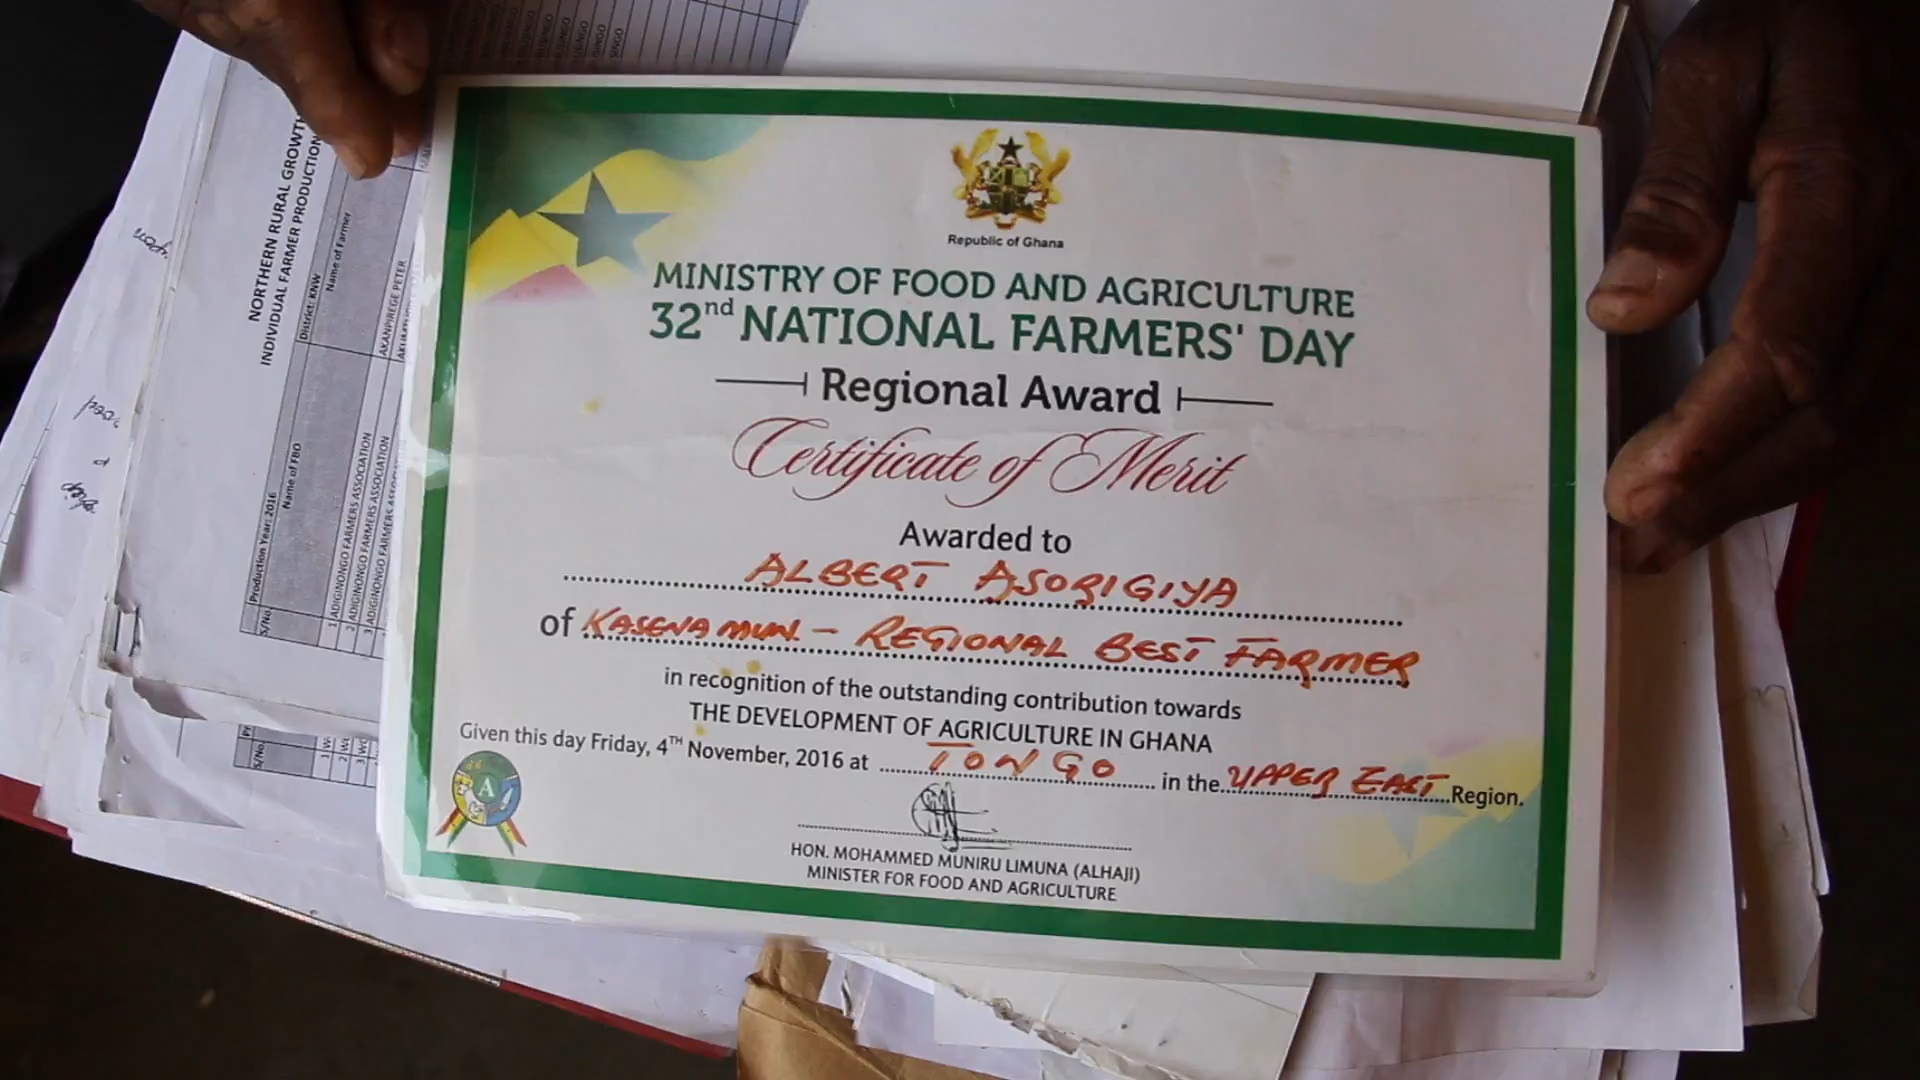 Republic of Ghana
MINISTRY OF FOOD AND AGRICULTURE
32nd NATIONAL FARMERS' DAY
Regional Award
Certificate of Merit
Awarded to
ALBERT ASORIGIYA
of KASENA MUN. - REGIONAL BEST FARMER
in recognition of the outstanding contribution towards
THE DEVELOPMENT OF AGRICULTURE IN GHANA
Given this day Friday, 4TH November, 2016 at TONGO in the UPPER EAST Region.
HON. MOHAMMED MUNIRU LIMUNA (ALHAJI)
MINISTER FOR FOOD AND AGRICULTURE
A
NORTHERN RURAL GROWTH
INDIVIDUAL FARMER PRODUCTION
Production Year: 2016
District: KNW
S/No.
Name of FBO
Name of Farmer
1 ADIGINONGO FARMERS ASSOCIATION
2 ADIGINONGO FARMERS ASSOCIATION AKANPIREGE PETER
3 ADIGINONGO FARMERS
S/No.